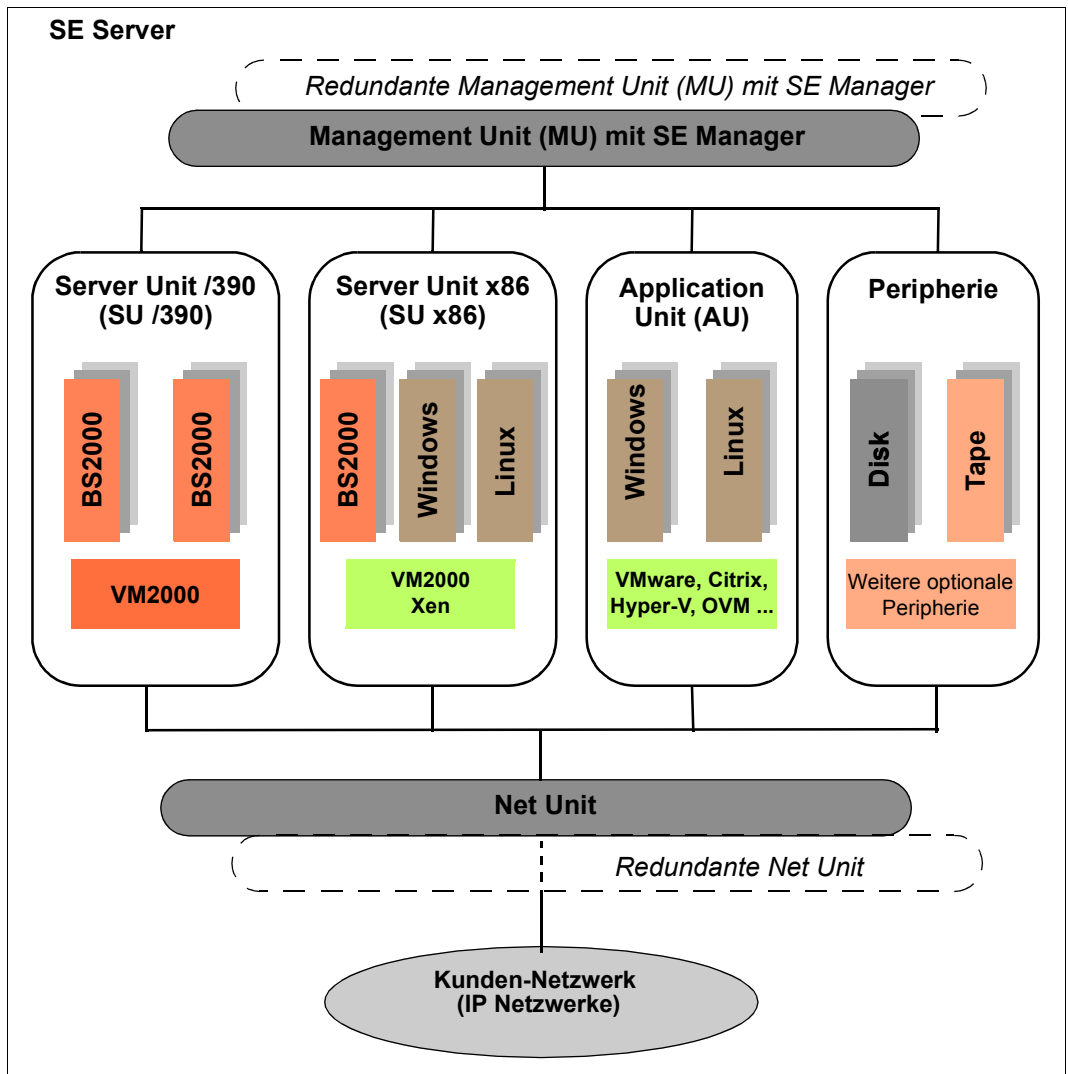 SE Server
Redundante Management Unit (MU) mit SE Manager
Management Unit (MU) mit SE Manager
Server Unit /390
(SU /390)
BS2000
BS2000
VM2000
Server Unit x86
(SU x86)
BS2000
Windows
Linux
VM2000
Xen
Application
Unit (AU)
Windows
Linux
VMware, Citrix,
Hyper-V, OVM ...
Peripherie
Disk
Tape
Weitere optionale
Peripherie
Net Unit
Redundante Net Unit
Kunden-Netzwerk
(IP Netzwerke)